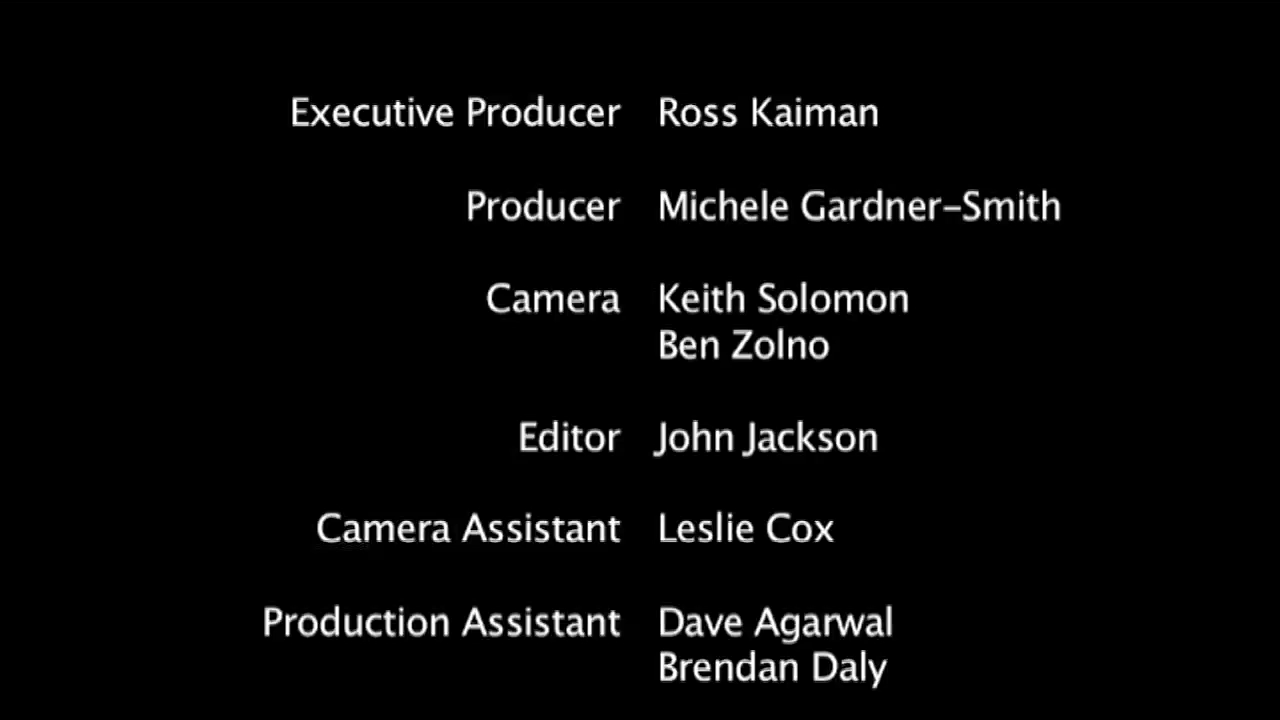 Executive Producer Ross Kaiman
Producer Michele Gardner-Smith
Camera Keith Solomon
Ben Zolno
Editor John Jackson
Camera Assistant Leslie Cox
Production Assistant Dave Agarwal
Brendan Daly